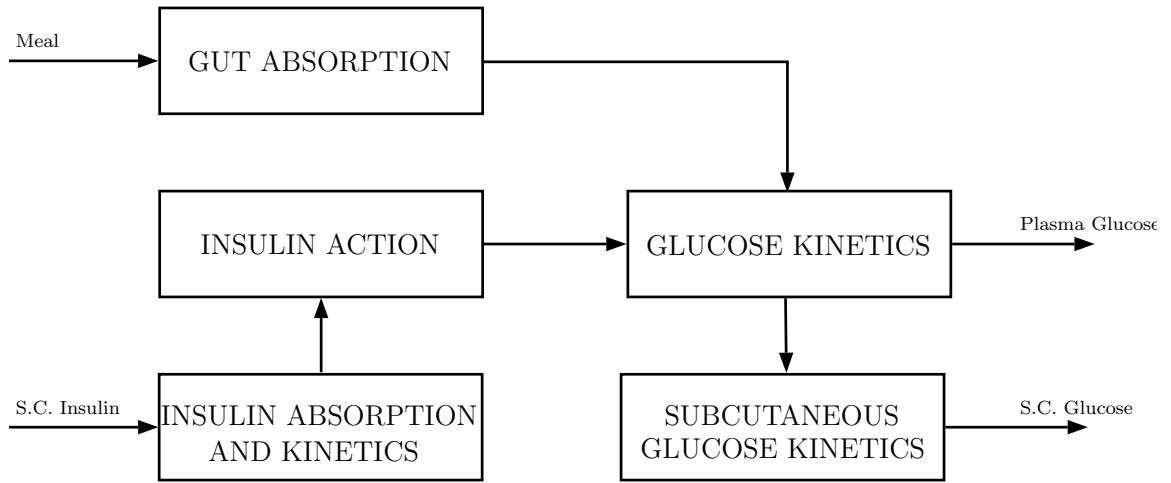 Meal
GUT ABSORPTION
INSULIN ACTION
GLUCOSE KINETICS
Plasma Glucose
S.C. Insulin
INSULIN ABSORPTION
AND KINETICS
SUBCUTANEOUS
GLUCOSE KINETICS
S.C. Glucose